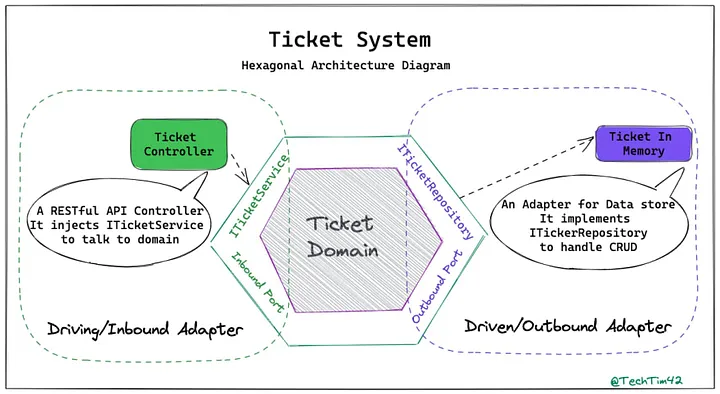 Ticket System
Hexagonal Architecture Diagram
Ticket
Controller
A RESTful API Controller
It injects ITicketService
to talk to domain
Driving/Inbound Adapter
ITicketService
Inbound Port
Ticket
Domain
ITicketRepository
Outbound Port
Ticket In
Memory
An Adapter for Data store
It implements
ITickerRepository
to handle CRUD
Driven/Outbound Adapter
@TechTim42